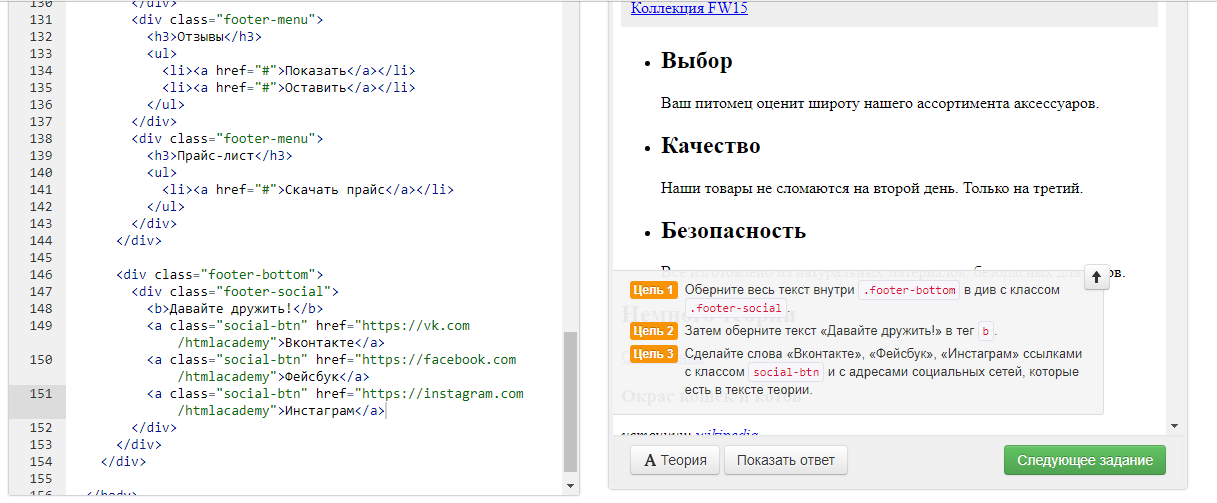 130 </div>
131 <div class="footer-menu">
132 <h3>Отзывы</h3>
133 <ul>
134 <li><a href="#">Показать</a></li>
135 <li><a href="#">Оставить</a></li>
136 </ul>
137 </div>
138 <div class="footer-menu">
139 <h3>Прайс-лист</h3>
140 <ul>
141 <li><a href="#">Скачать прайс</a></li>
142 </ul>
143 </div>
144 </div>
145
146 <div class="footer-bottom">
147 <div class="footer-social">
148 <b>Давайте дружить!</b>
149 <a class="social-btn" href="https://vk.com
/htmlacademy">Вконтакте</a>
150 <a class="social-btn" href="https://facebook.com
/htmlacademy">Фейсбук</a>
151 <a class="social-btn" href="https://instagram.com
/htmlacademy">Инстаграм</a>
152 </div>
153 </div>
154 </div>
155
156 </body>
Коллекция FW15
Выбор
Ваш питомец оценит широту нашего ассортимента аксессуаров.
Качество
Наши товары не сломаются на второй день. Только на третий.
Безопасность
Цель 1 Оберните весь текст внутри .footer-bottom в див с классом
.footer-social.
Цель 2 Затем оберните текст «Давайте дружить!» в тег b.
Цель 3 Сделайте слова «Вконтакте», «Фейсбук», «Инстаграм» ссылками
с классом social-btn и с адресами социальных сетей, которые
есть в тексте теории.
Окрас кошек и котов
источник wikipedia
A Теория
Показать ответ
Следующее задание